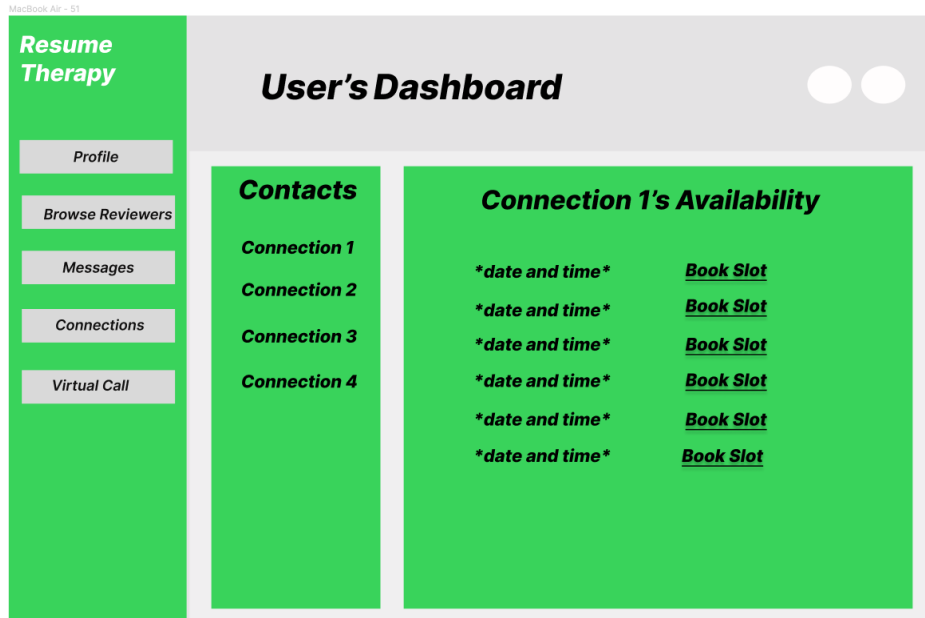 MacBook Air - 51
Resume
Therapy
User's Dashboard
Profile
Browse Reviewers
Messages
Connections
Virtual Call
Contacts
Connection 1
Connection 2
Connection 3
Connection 4
Connection 1's Availability
*date and time* Book Slot
*date and time* Book Slot
*date and time* Book Slot
*date and time* Book Slot
*date and time* Book Slot
*date and time* Book Slot